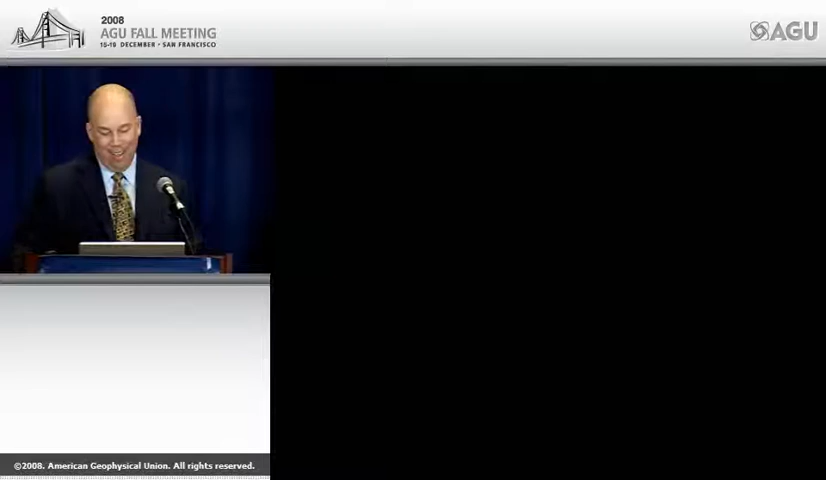 2008
AGU FALL MEETING
15-19 DECEMBER • SAN FRANCISCO
AGU
©2008. American Geophysical Union. All rights reserved.